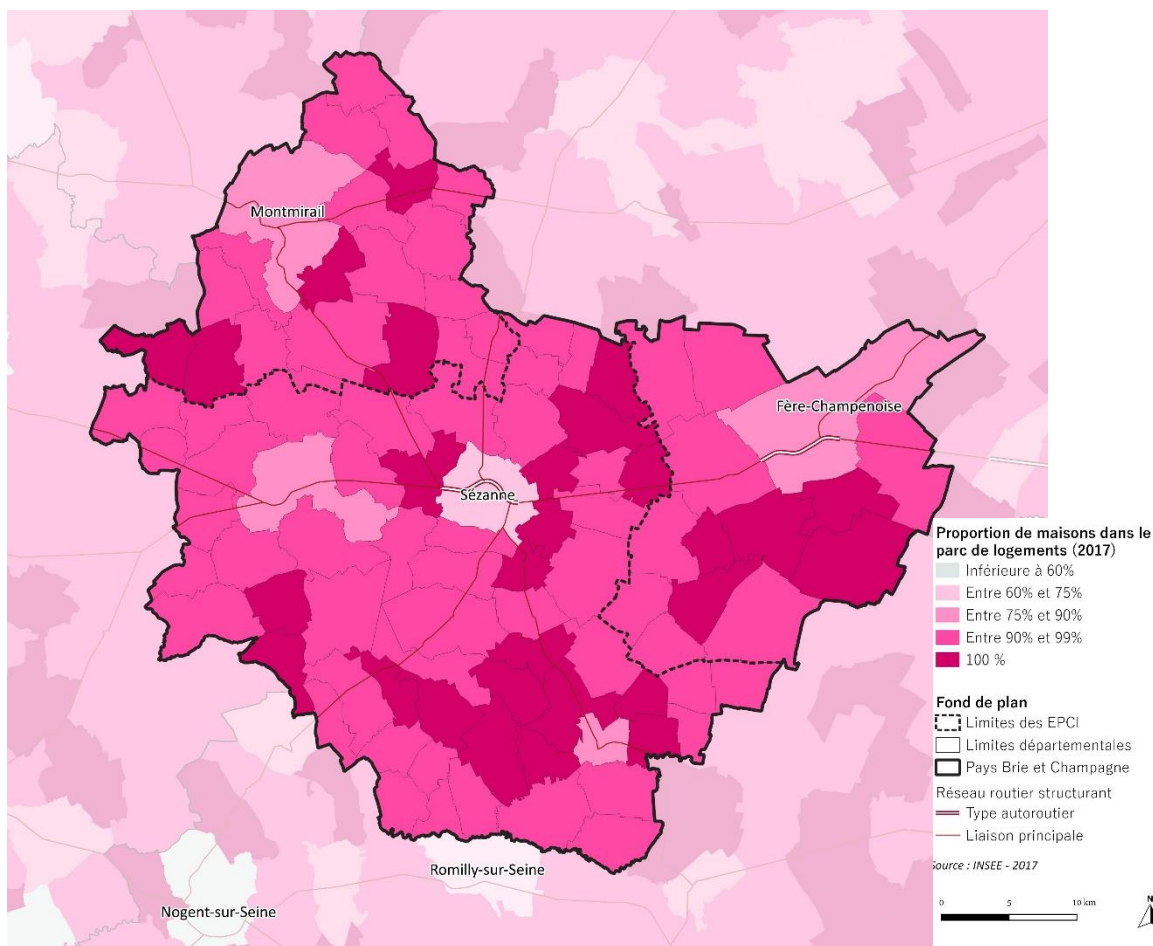 Montmirail
Fère-Champenoise
Sézanne
Romilly-sur-Seine
Nogent-sur-Seine
Proportion de maisons dans le
parc de logements (2017)
Inférieure à 60%
Entre 60% et 75%
Entre 75% et 90%
Entre 90% et 99%
100 %
Fond de plan
Limites des EPCI
Limites départementales
Pays Brie et Champagne
Réseau routier structurant
Type autoroutier
Liaison principale
Source : INSEE - 2017
0 5 10 km
N